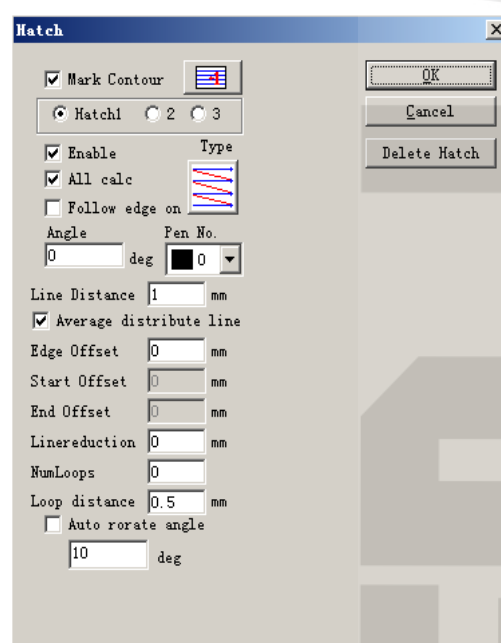 Hatch
Mark Contour
OK
Hatch1 2 3
Cancel
Enable Type
Delete Hatch
All calc
Follow edge on
Angle Pen No.
0 deg 0
Line Distance 1 mm
Average distribute line
Edge Offset 0 mm
Start Offset 0 mm
End Offset 0 mm
Linereduction 0 mm
NumLoops 0
Loop distance 0.5 mm
Auto rorate angle
10 deg